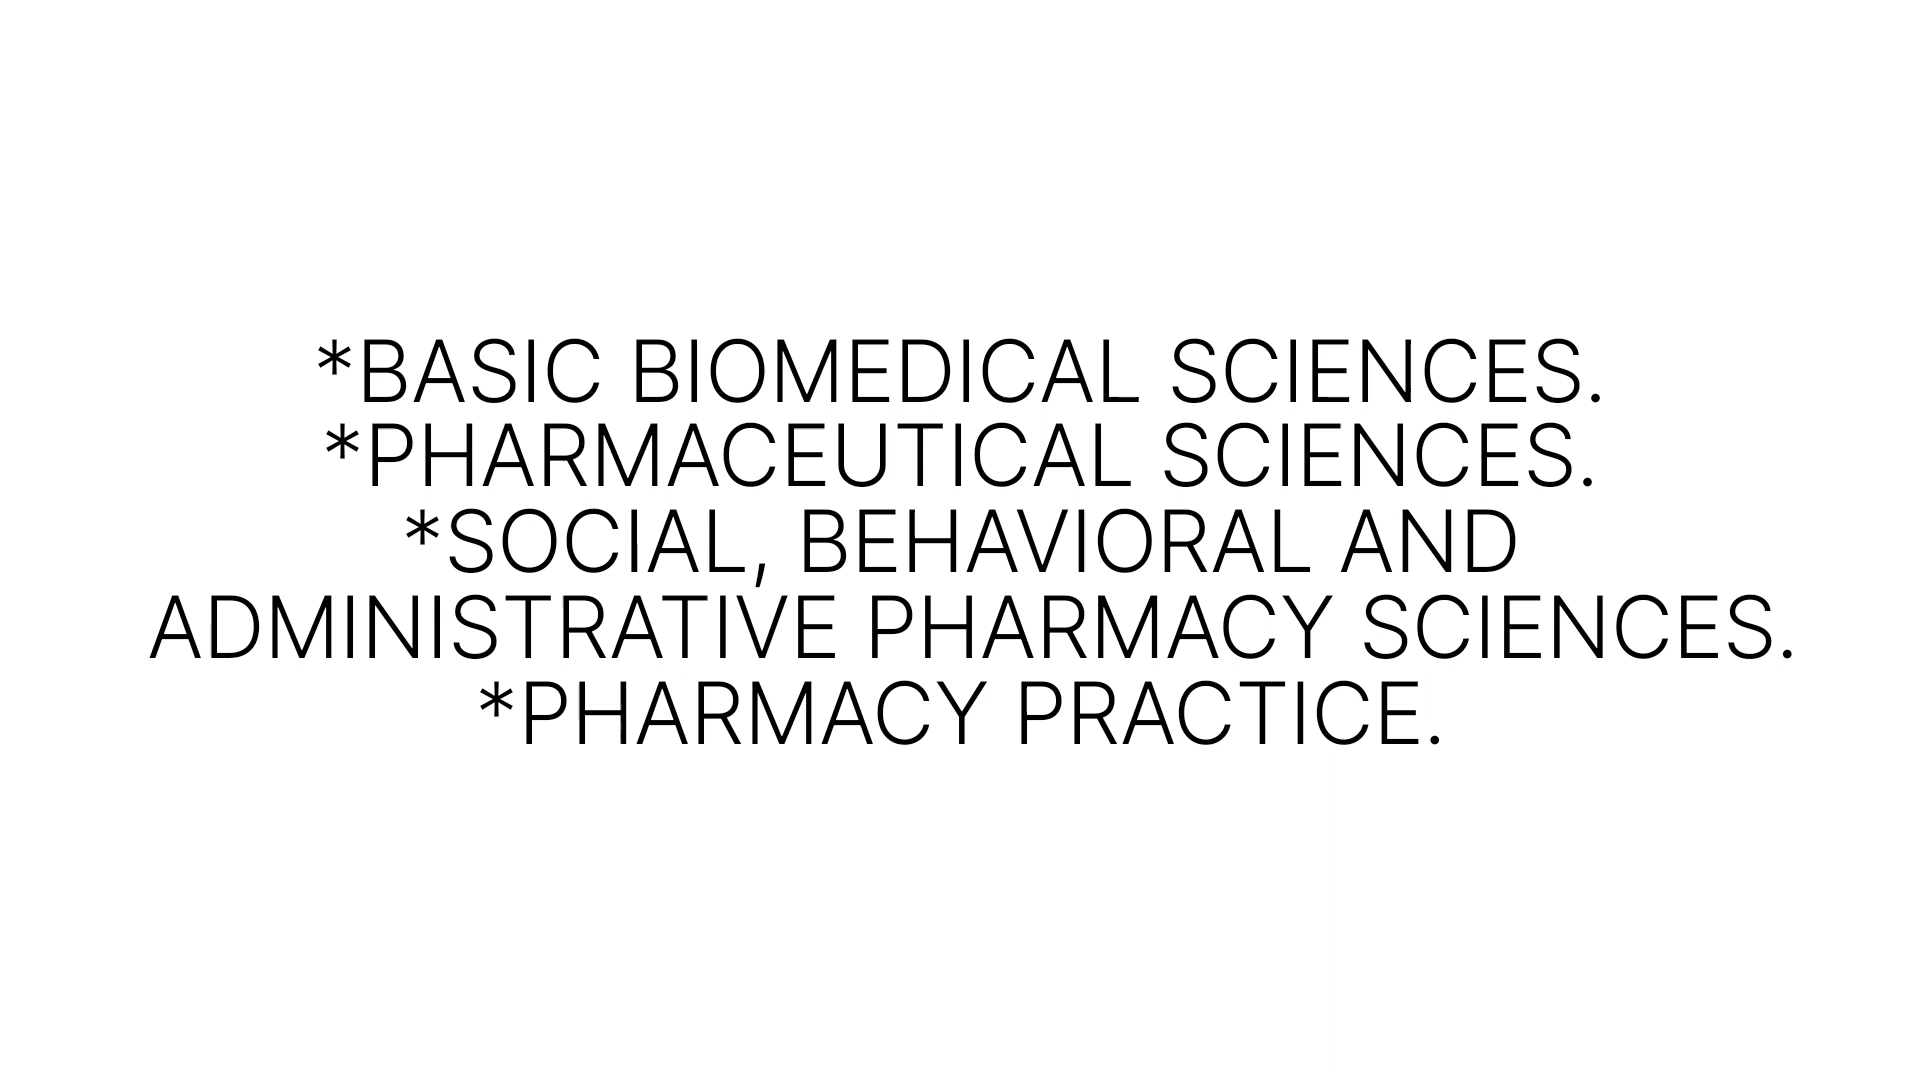 *BASIC BIOMEDICAL SCIENCES.
*PHARMACEUTICAL SCIENCES.
*SOCIAL, BEHAVIORAL AND
ADMINISTRATIVE PHARMACY SCIENCES.
*PHARMACY PRACTICE.